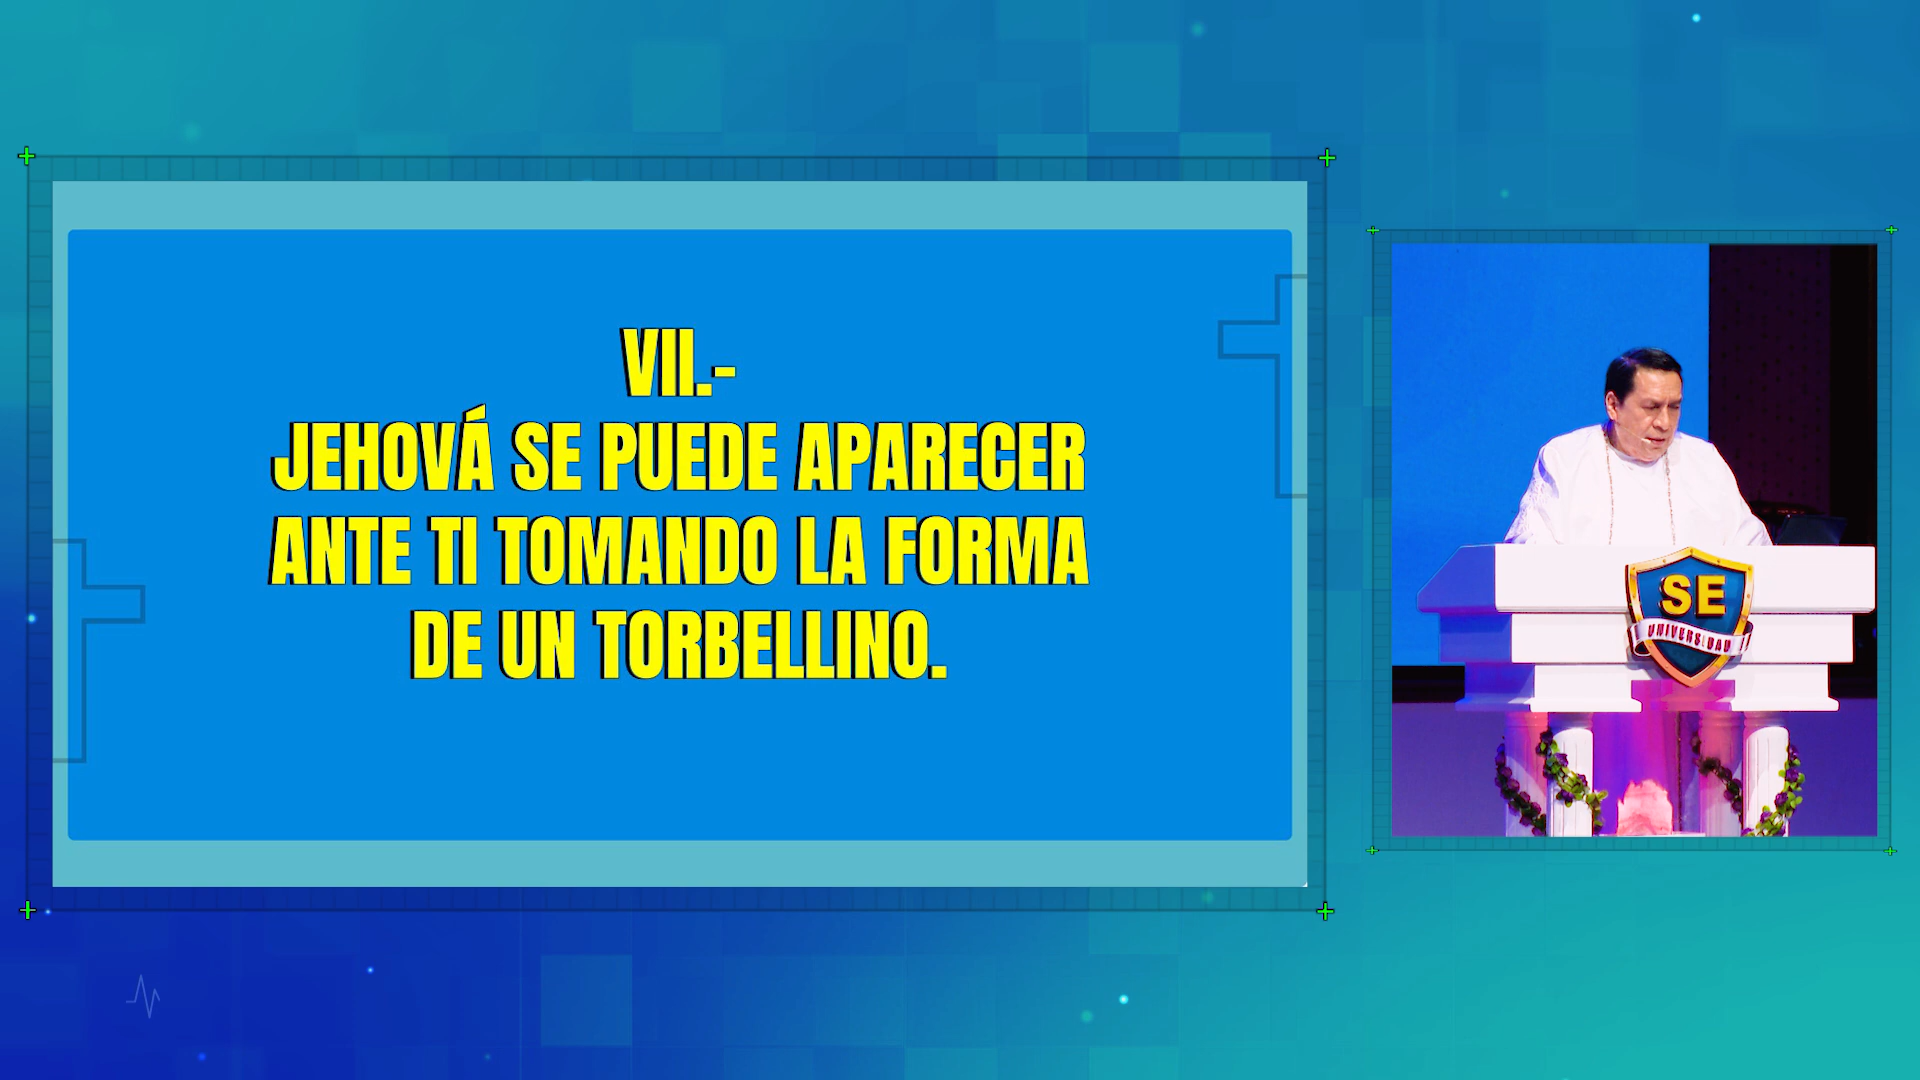 VII.-
JEHOVÁ SE PUEDE APARECER
ANTE TI TOMANDO LA FORMA
DE UN TORBELLINO.
SE
UNIVERSIDAD